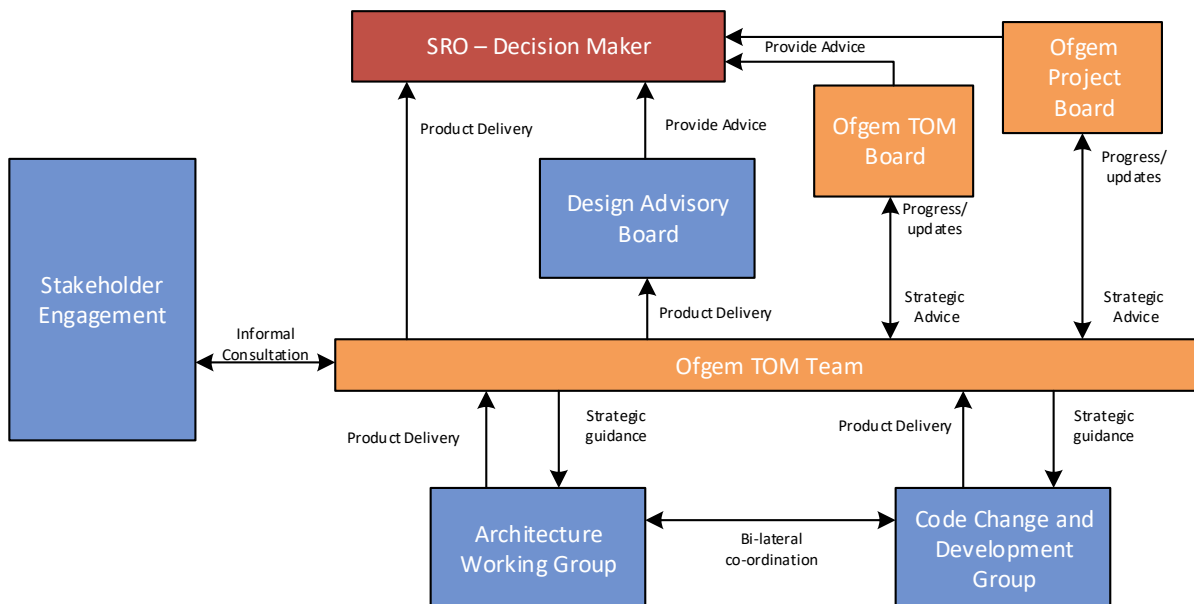 SRO – Decision Maker
Provide Advice
Ofgem
Project
Board
Product Delivery
Provide Advice
Ofgem TOM
Board
Progress/
updates
Design Advisory
Board
Progress/
updates
Stakeholder
Engagement
Informal
Consultation
Product Delivery
Strategic
Advice
Strategic
Advice
Ofgem TOM Team
Product Delivery
Strategic
guidance
Product Delivery
Strategic
guidance
Architecture
Working Group
Bi-lateral
co-ordination
Code Change and
Development
Group